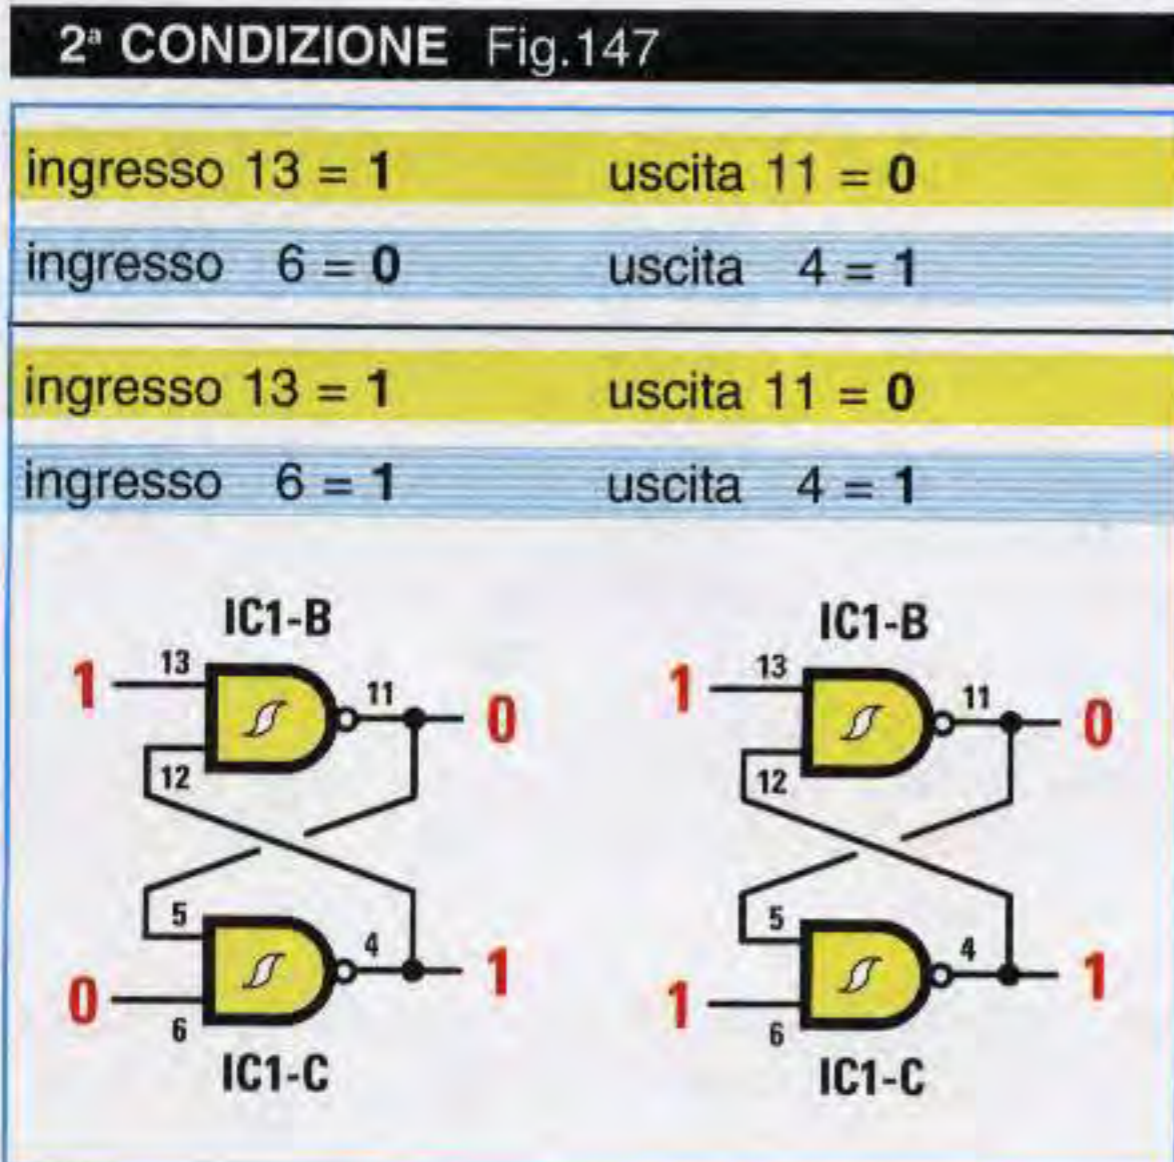 2ª CONDIZIONE Fig.147
ingresso 13 = 1 uscita 11 = 0
ingresso 6 = 0 uscita 4 = 1
ingresso 13 = 1 uscita 11 = 0
ingresso 6 = 1 uscita 4 = 1
IC1-B IC1-B
1 13 11 0 1 13 11 0
12 12
5 4 1 5 4 1
0 6 1 6
IC1-C IC1-C